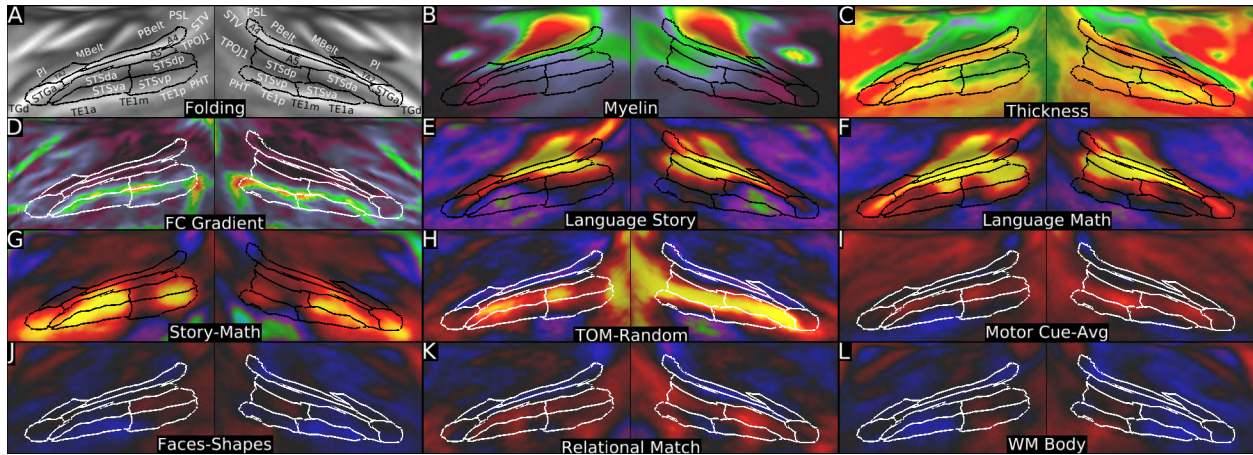 A
PSL
STV
PBelt
A4
MBelt
A5
TPOJ1
PI
STSdp
STSda
STSvp
PHT
STGa
STSva
TE1p
TGd
TE1m
TE1a
STV
PSL
A4
PBelt
TPOJ1
MBelt
A5
STSdp
PI
PHT
STSvp
STSda
TE1p
STSva
STGa
TE1m
TE1a
TGd
Folding
B
Myelin
C
Thickness
D
FC Gradient
E
Language Story
F
Language Math
G
Story-Math
H
TOM-Random
I
Motor Cue-Avg
J
Faces-Shapes
K
Relational Match
L
WM Body